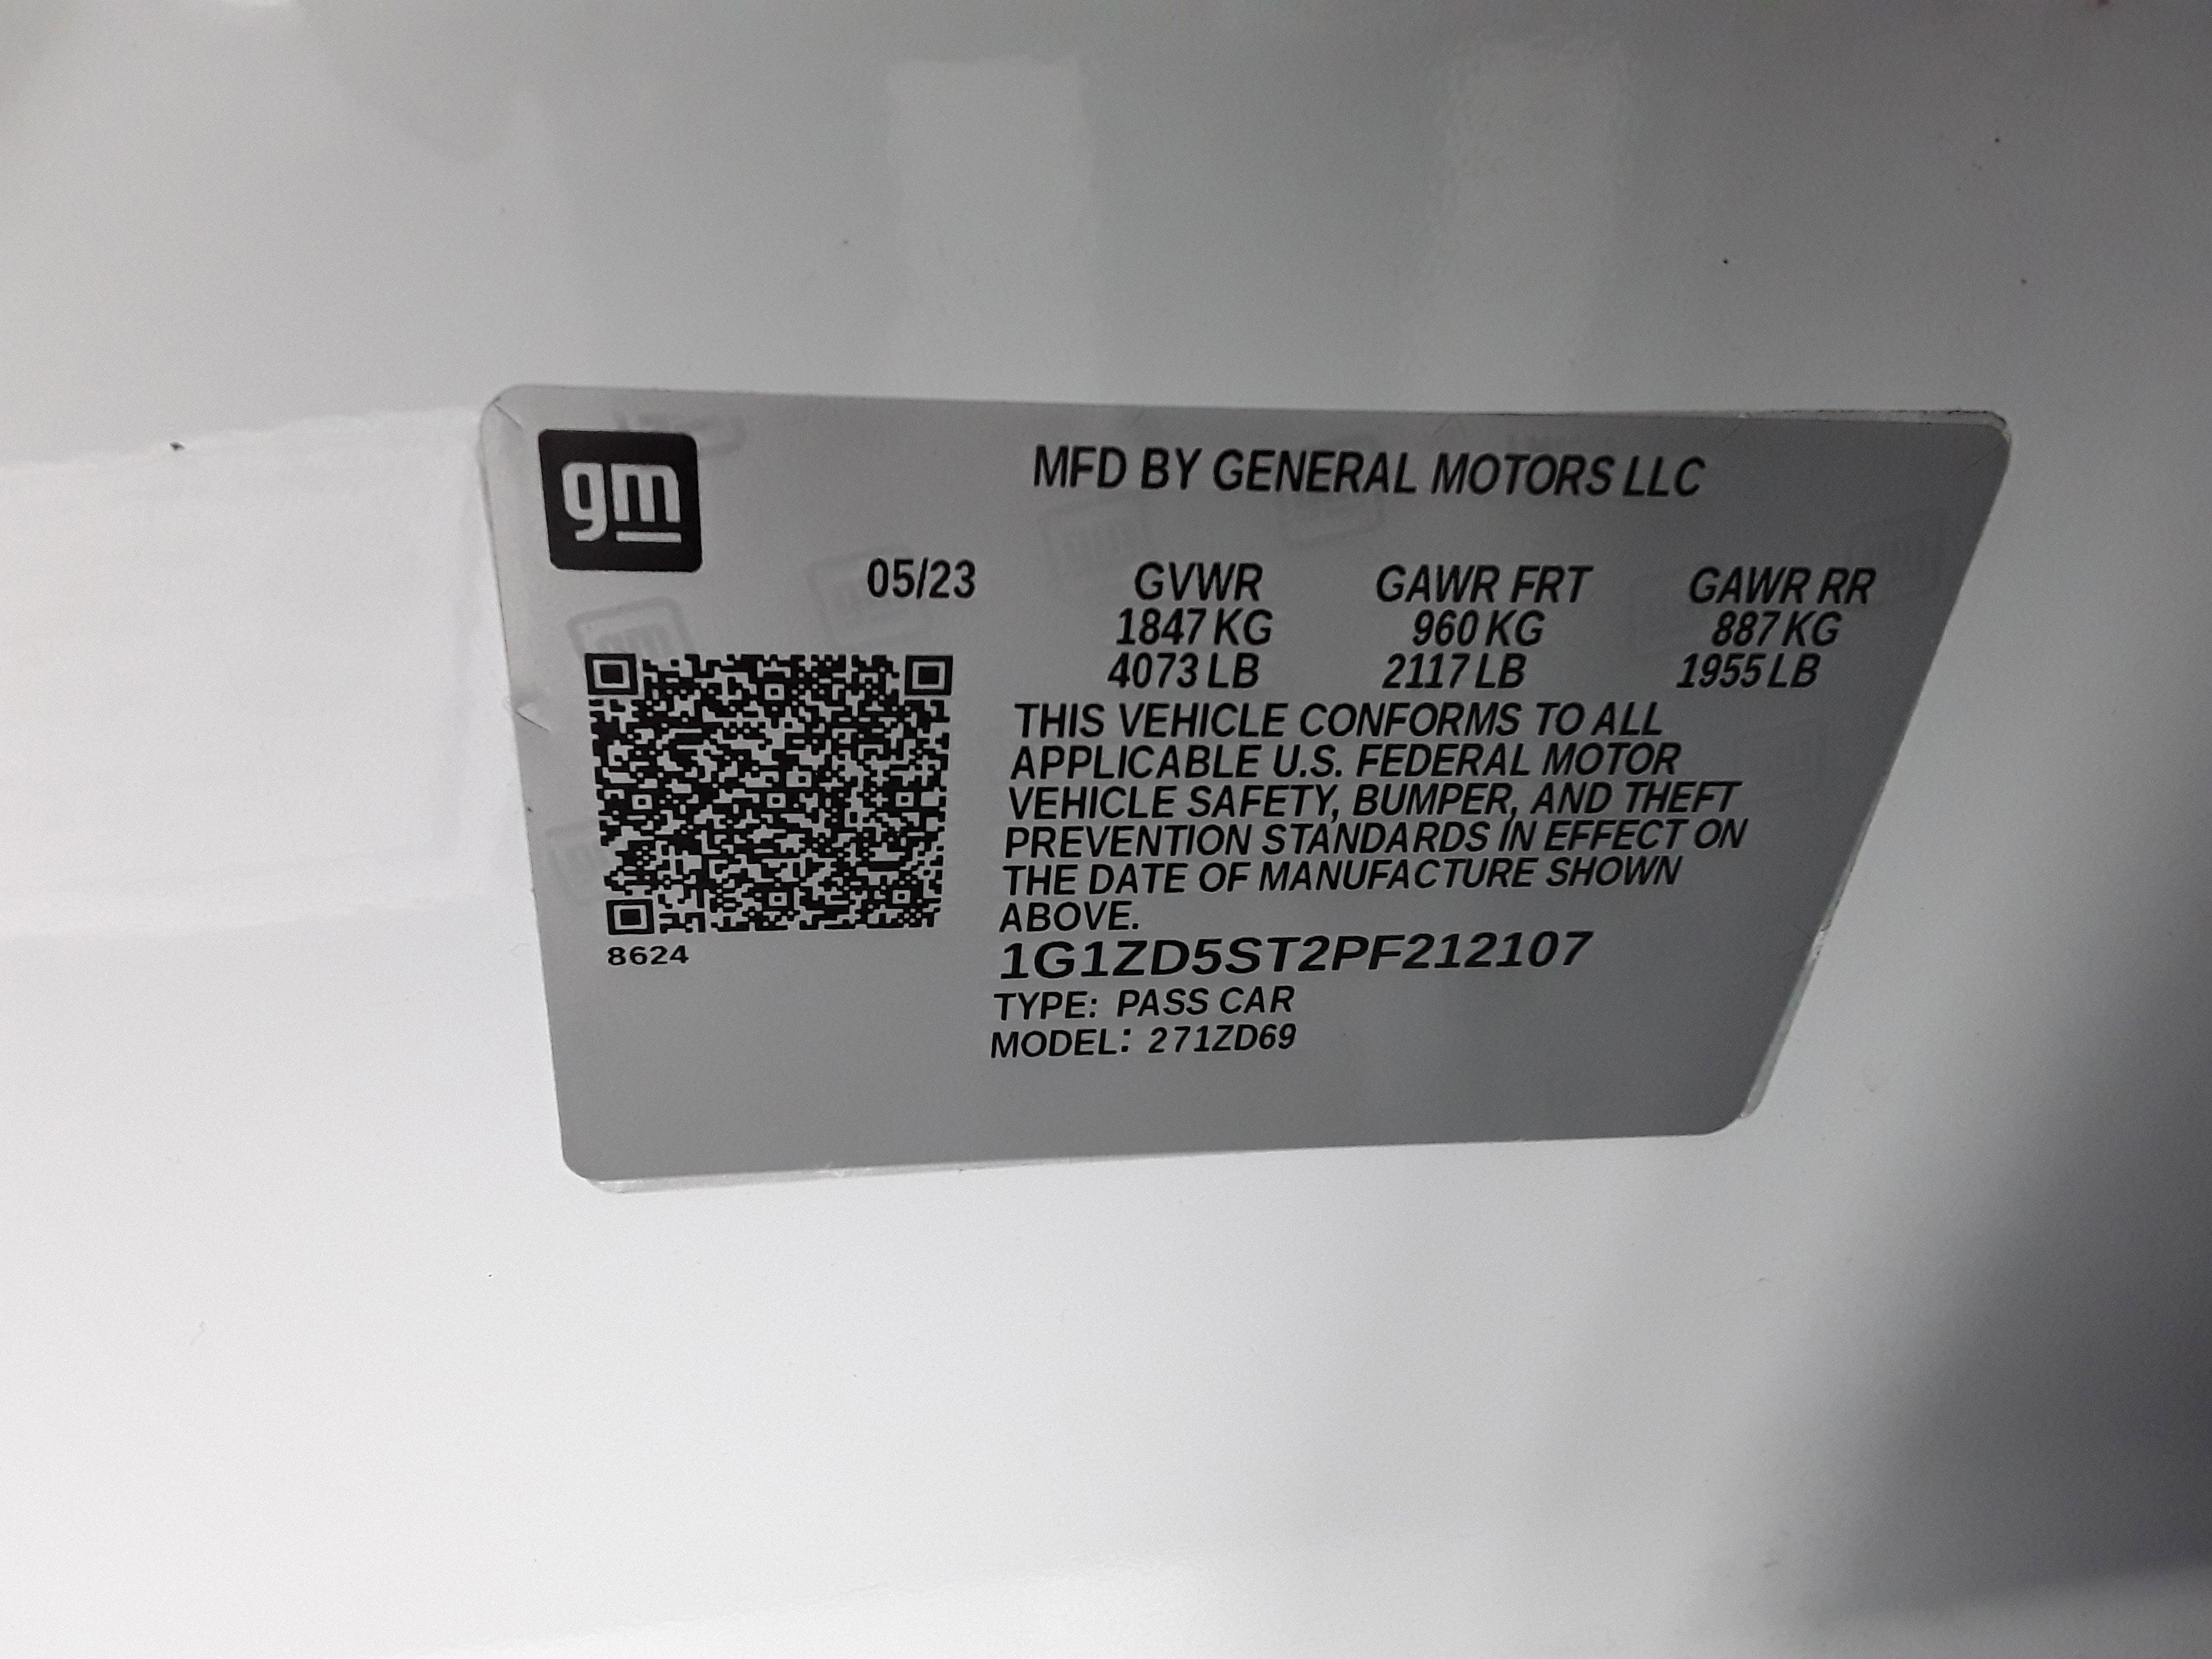 gm
MFD BY GENERAL MOTORS LLC
05/23 GVWR GAWR FRT GAWR RR
1847 KG 960 KG 887 KG
4073 LB 2117 LB 1955 LB
THIS VEHICLE CONFORMS TO ALL
APPLICABLE U.S. FEDERAL MOTOR
VEHICLE SAFETY, BUMPER, AND THEFT
PREVENTION STANDARDS IN EFFECT ON
THE DATE OF MANUFACTURE SHOWN
ABOVE.
8624
1G1ZD5ST2PF212107
TYPE: PASS CAR
MODEL: 271ZD69